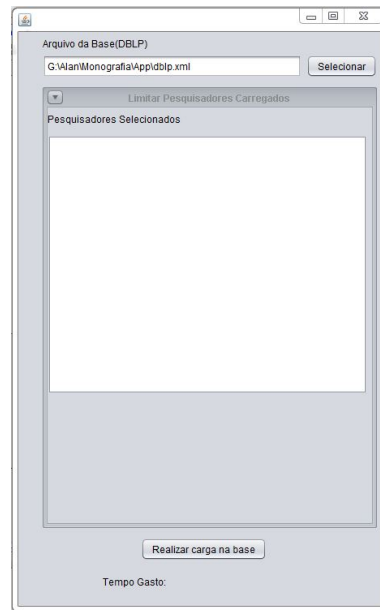 Arquivo da Base(DBLP)
G:\Alan\Monografia\App\dblp.xml Selecionar
Limitar Pesquisadores Carregados
Pesquisadores Selecionados
Realizar carga na base
Tempo Gasto: